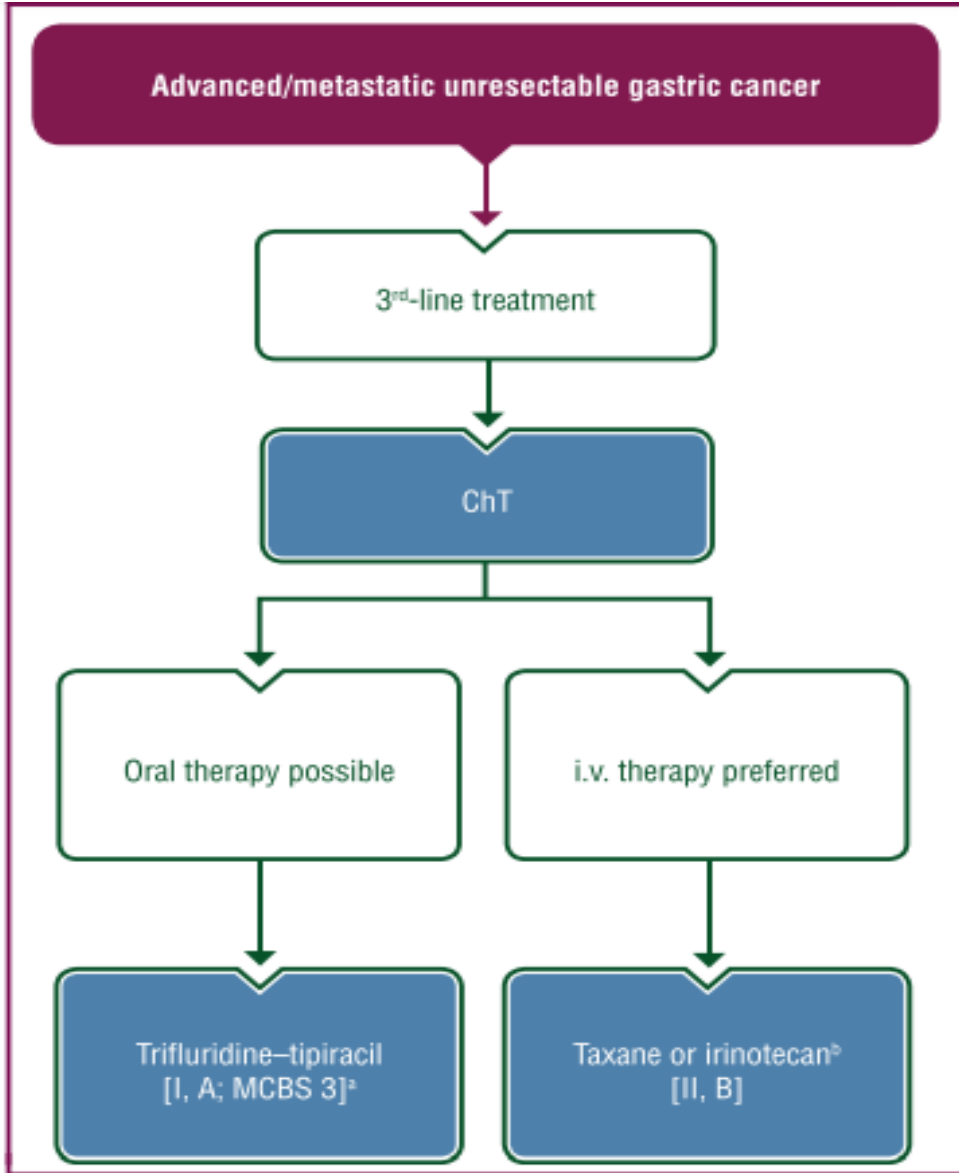 Advanced/metastatic unresectable gastric cancer
3rd-line treatment
ChT
Oral therapy possible
i.v. therapy preferred
Trifluridine–tipiracil
[I, A; MCBS 3]ª
Taxane or irinotecanᵇ
[II, B]